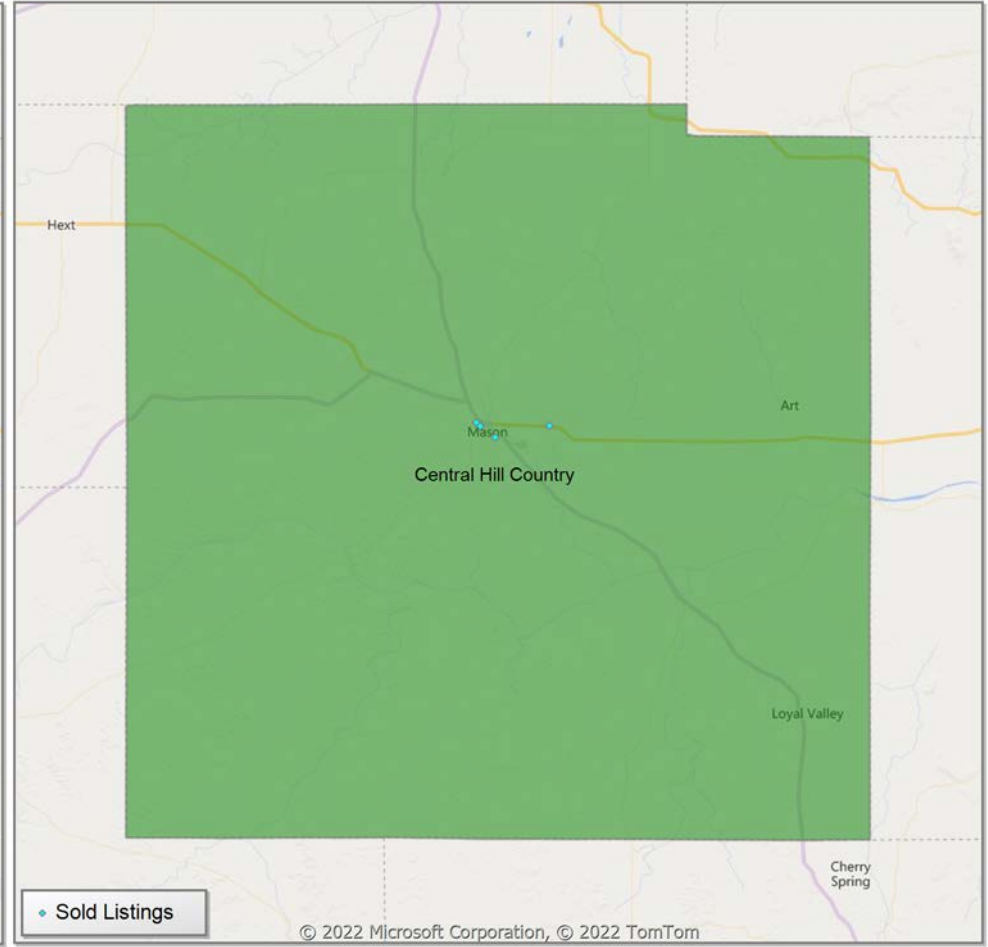 Hext
Art
Mason
Central Hill Country
Loyal Valley
Cherry
Spring
Sold Listings
© 2022 Microsoft Corporation, © 2022 TomTom